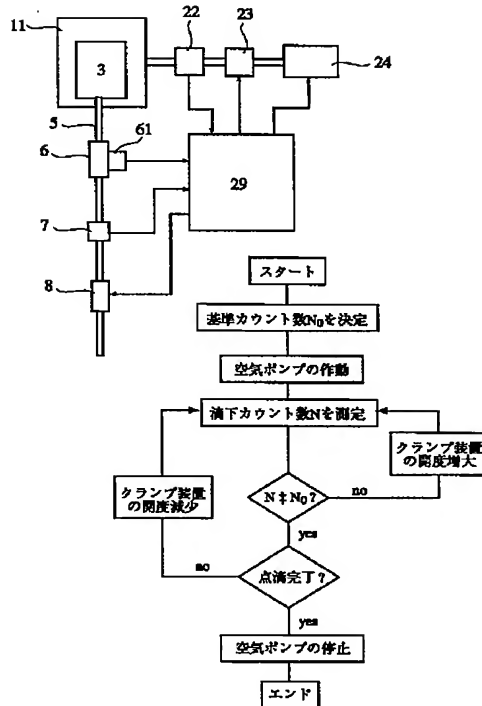 11
3
22
23
24
5
61
6
29
7
8
スタート
基準カウント数N₀を決定
空気ポンプの作動
滴下カウント数Nを測定
クランプ装置
の開度増大
クランプ装置
の開度減少
N≠N₀?
no
yes
点滴完了?
no
yes
空気ポンプの停止
エンド